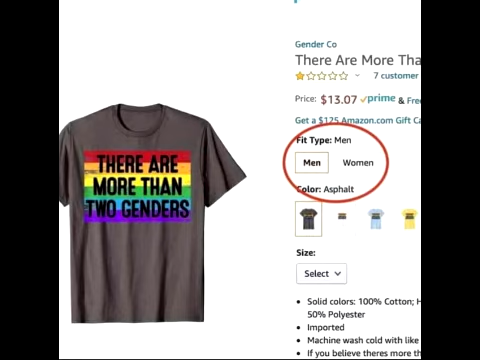 THERE ARE
MORE THAN
TWO GENDERS
Gender Co
There Are More Tha
7 customer
Price: $13.07 prime & Free
Get a $125 Amazon.com Gift Ca
Fit Type: Men
Men Women
Color: Asphalt
Size:
Select
Solid colors: 100% Cotton; H
50% Polyester
Imported
Machine wash cold with like
If you believe theres more th